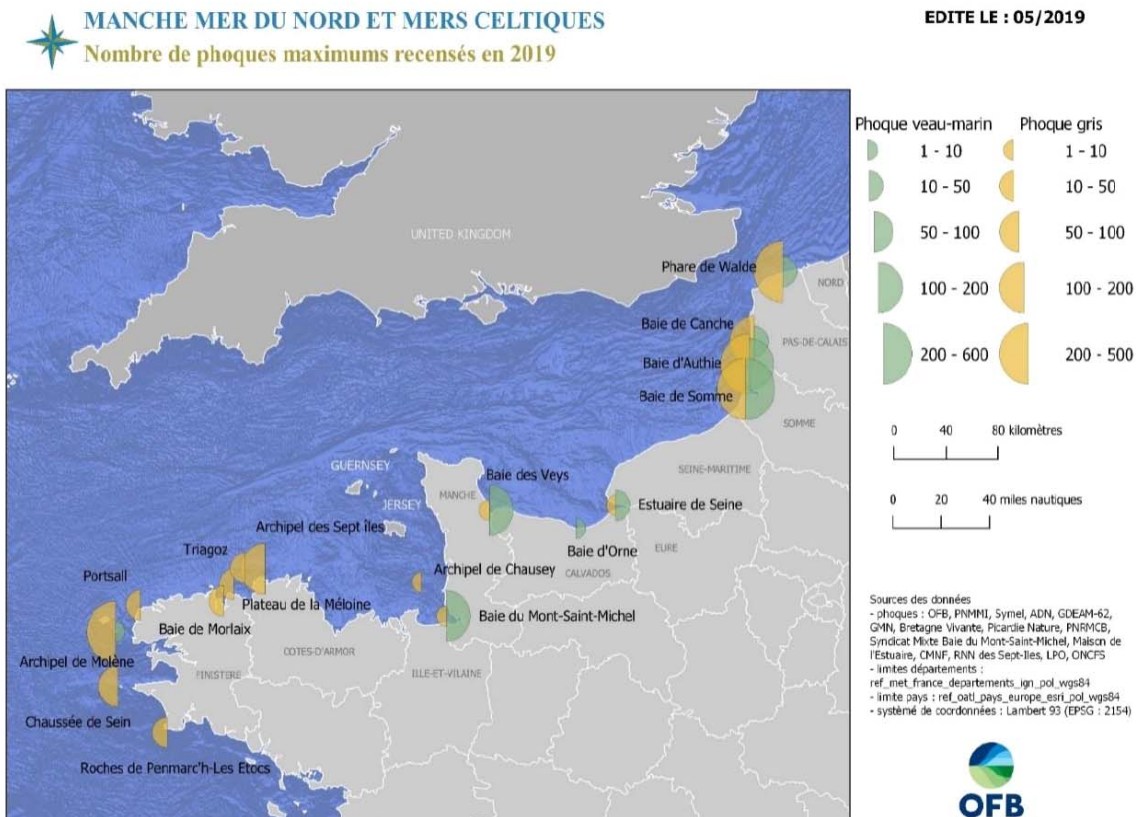 MANCHE MER DU NORD ET MERS CELTIQUES
Nombre de phoques maximums recensés en 2019
EDITE LE : 05/2019
UNITED KINGDOM
Phare de Walde
NORD
Baie de Canche
PAS-DE-CALAIS
Baie d'Authie
Baie de Somme
SOMME
GUERNSEY
Baie des Veys
SEINE-MARITIME
MANCHE
JERSEY
Estuaire de Seine
Archipel des Sept îles
Baie d'Orne
EURE
Triagoz
Archipel de Chausey
CALVADOS
Portsall
Plateau de la Méloine
Baie du Mont-Saint-Michel
Baie de Morlaix
COTES-D'ARMOR
Archipel de Molène
FINISTERE
ILLE-ET-VILAINE
Chaussée de Sein
Roches de Penmarc'h-Les Etocs
Phoque veau-marin Phoque gris
1 - 10 1 - 10
10 - 50 10 - 50
50 - 100 50 - 100
100 - 200 100 - 200
200 - 600 200 - 500
0 40 80 kilomètres
0 20 40 miles nautiques
Sources des données
- phoques : OFB, PNMMI, Symel, ADN, GDEAM-62,
GMN, Bretagne Vivante, Picardie Nature, PNRMCB,
Syndicat Mixte Baie du Mont-Saint-Michel, Maison de
l'Estuaire, CMNF, RNN des Sept-Iles, LPO, ONCFS
- limites départements :
ref_met_france_departements_ign_pol_wgs84
- limite pays : ref_oatl_pays_europe_esri_pol_wgs84
- système de coordonnées : Lambert 93 (EPSG : 2154)
OFB